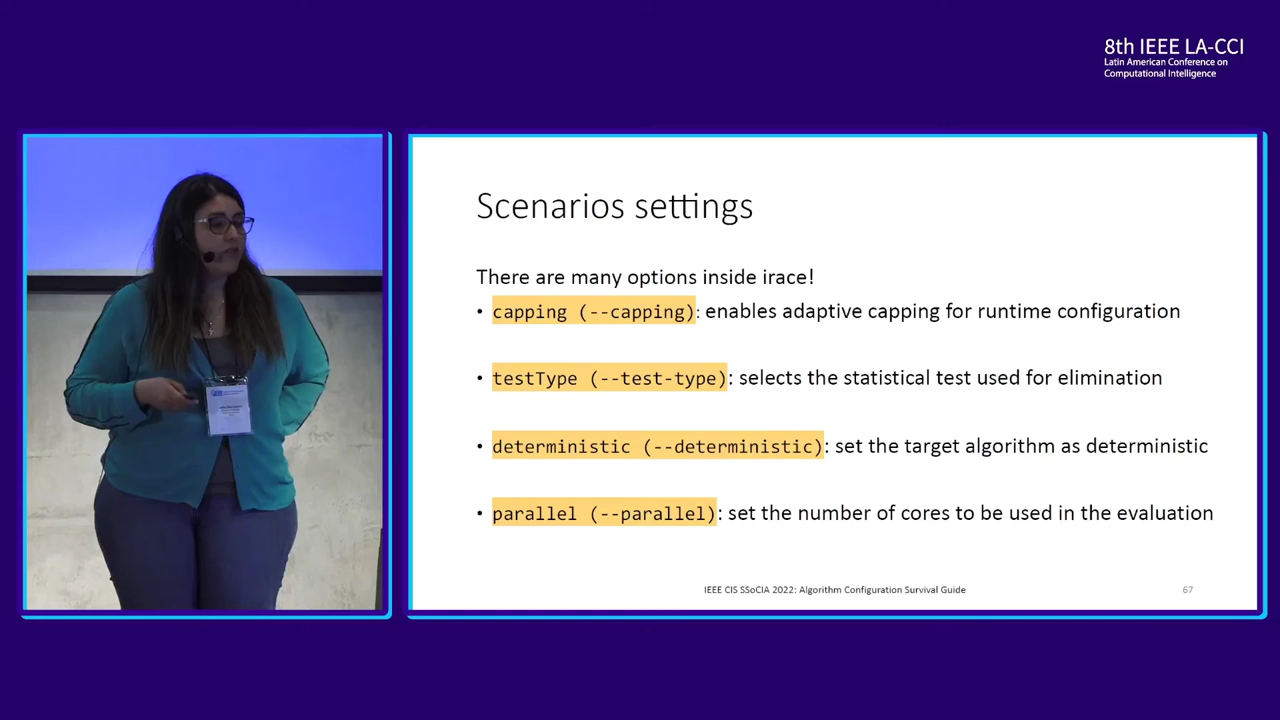 8th IEEE LA-CCI
Latin American Conference on
Computational Intelligence
Scenarios settings
There are many options inside irace!
• capping (--capping): enables adaptive capping for runtime configuration
• testType (--test-type): selects the statistical test used for elimination
• deterministic (--deterministic): set the target algorithm as deterministic
• parallel (--parallel): set the number of cores to be used in the evaluation
IEEE CIS SSoCIA 2022: Algorithm Configuration Survival Guide
67